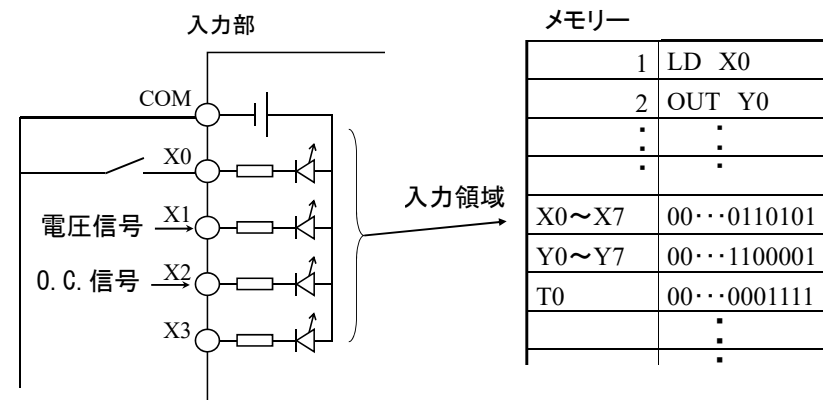 入力部
COM
X0
電圧信号 X1
O.C.信号 X2
X3
入力領域
メモリー
1 LD X0
2 OUT Y0
X0～X7 00･･･0110101
Y0～Y7 00･･･1100001
T0 00･･･0001111